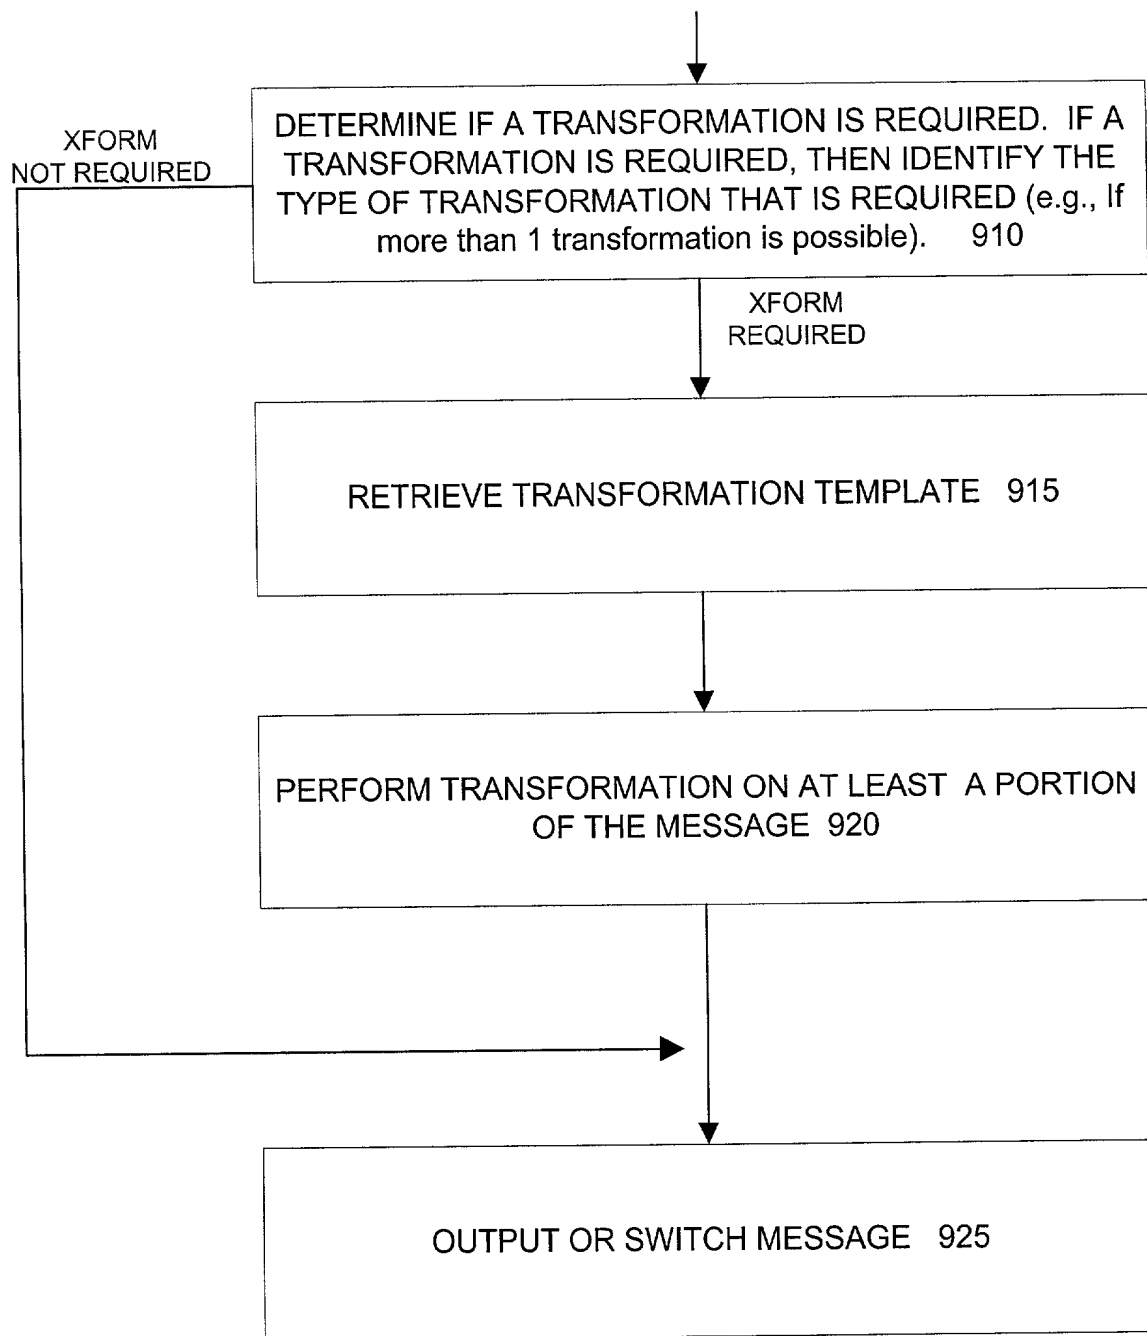 DETERMINE IF A TRANSFORMATION IS REQUIRED. IF A
TRANSFORMATION IS REQUIRED, THEN IDENTIFY THE
TYPE OF TRANSFORMATION THAT IS REQUIRED (e.g., If
more than 1 transformation is possible). 910
XFORM
NOT REQUIRED
XFORM
REQUIRED
RETRIEVE TRANSFORMATION TEMPLATE 915
PERFORM TRANSFORMATION ON AT LEAST A PORTION
OF THE MESSAGE 920
OUTPUT OR SWITCH MESSAGE 925